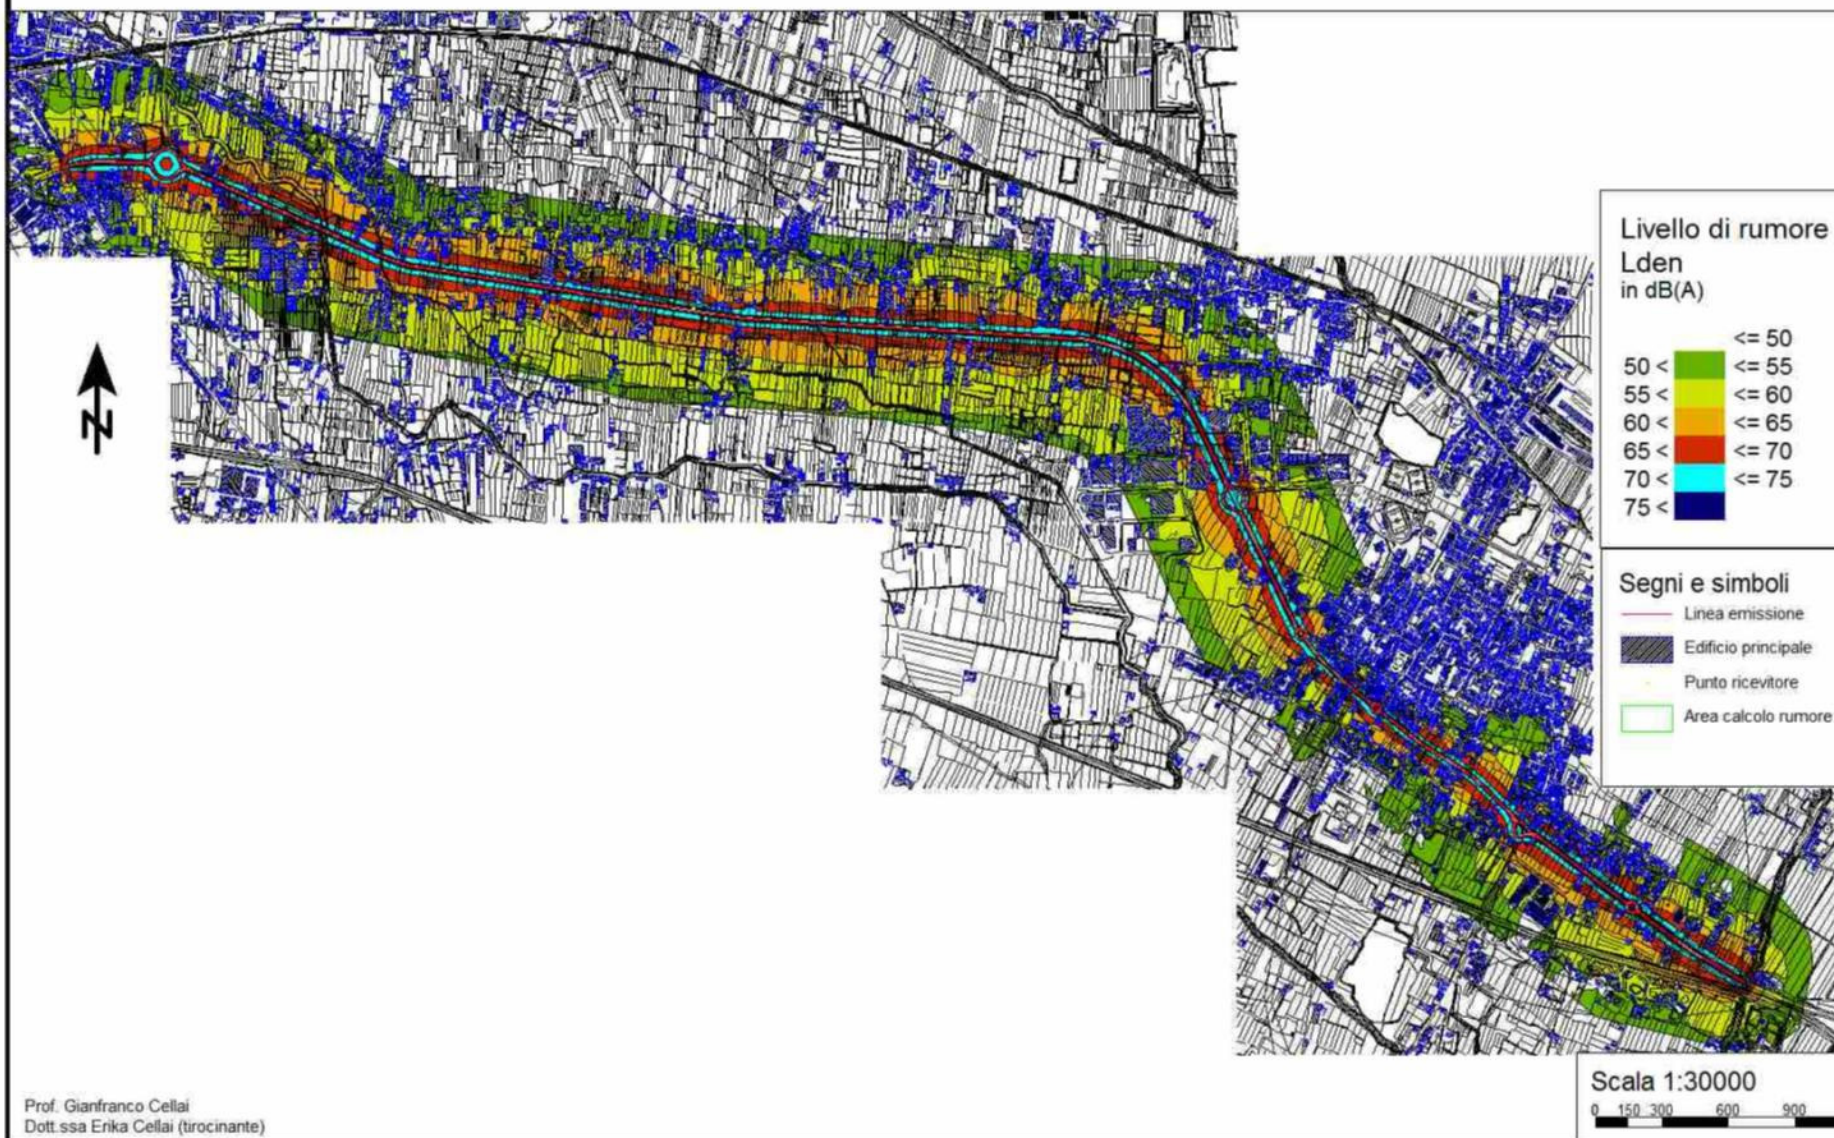 N
Livello di rumore
Lden
in dB(A)
<= 50
50 < <= 55
55 < <= 60
60 < <= 65
65 < <= 70
70 < <= 75
75 <
Segni e simboli
Linea emissione
Edificio principale
Punto ricevitore
Area calcolo rumore
Scala 1:30000
0 150 300 600 900
Prof. Gianfranco Cellai
Dott.ssa Erika Cellai (tirocinante)